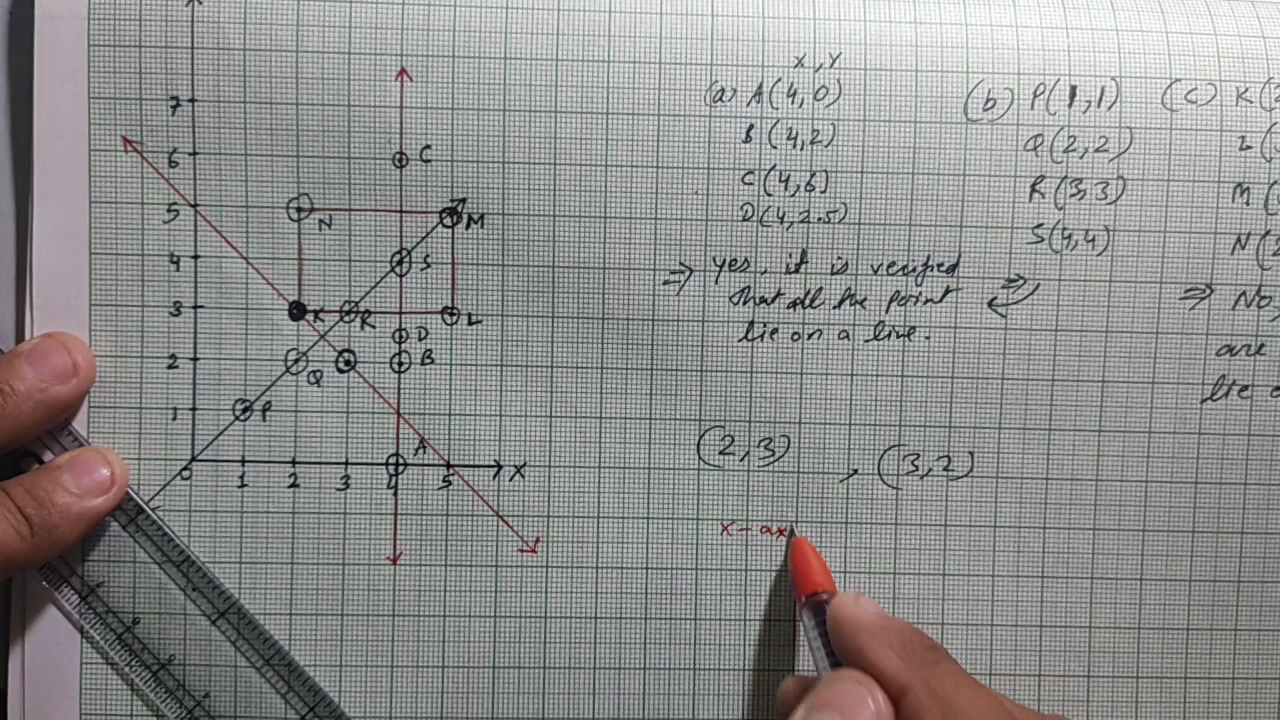 x, y
(a) A(4,0)
B(4,2)
C(4,6)
D(4,2.5)
⇒ yes, it is verified
that all the point
lie on a line.
(b) P(1,1)
Q(2,2)
R(3,3)
S(4,4)
⇒
(c) K(
L(
M(
N(2
⇒ No,
are
lie
(2,3) , (3,2)
x-ax
7
6 C
5 N M
4 S
3 K R L
D
2 Q B
1 P
A
0 1 2 3 4 5 X